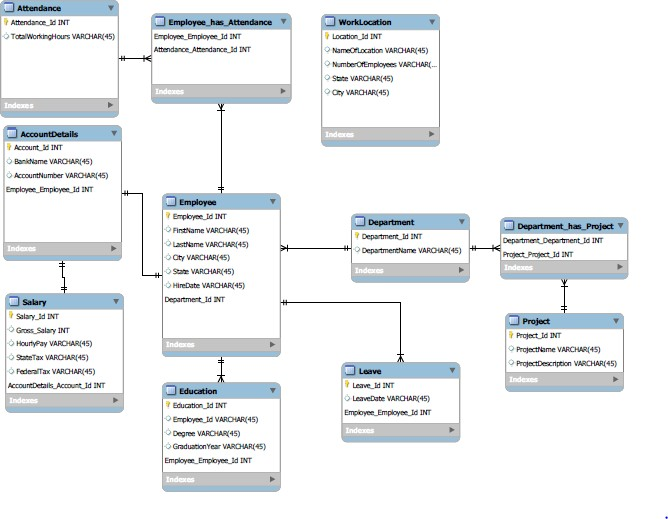 Attendance
Attendance_Id INT
TotalWorkingHours VARCHAR(45)
Indexes
Employee_has_Attendance
Employee_Employee_Id INT
Attendance_Attendance_Id INT
Indexes
WorkLocation
Location_Id INT
NameOfLocation VARCHAR(45)
NumberOfEmployees VARCHAR(...
State VARCHAR(45)
City VARCHAR(45)
Indexes
AccountDetails
Account_Id INT
BankName VARCHAR(45)
AccountNumber VARCHAR(45)
Employee_Employee_Id INT
Indexes
Employee
Employee_Id INT
FirstName VARCHAR(45)
LastName VARCHAR(45)
City VARCHAR(45)
State VARCHAR(45)
HireDate VARCHAR(45)
Department_Id INT
Indexes
Department
Department_Id INT
DepartmentName VARCHAR(45)
Indexes
Department_has_Project
Department_Department_Id INT
Project_Project_Id INT
Indexes
Salary
Salary_Id INT
Gross_Salary INT
HourlyPay VARCHAR(45)
StateTax VARCHAR(45)
FederalTax VARCHAR(45)
AccountDetails_Account_Id INT
Indexes
Project
Project_Id INT
ProjectName VARCHAR(45)
ProjectDescription VARCHAR(45)
Indexes
Leave
Leave_Id INT
LeaveDate VARCHAR(45)
Employee_Employee_Id INT
Indexes
Education
Education_Id INT
Employee_Id VARCHAR(45)
Degree VARCHAR(45)
GraduationYear VARCHAR(45)
Employee_Employee_Id INT
Indexes